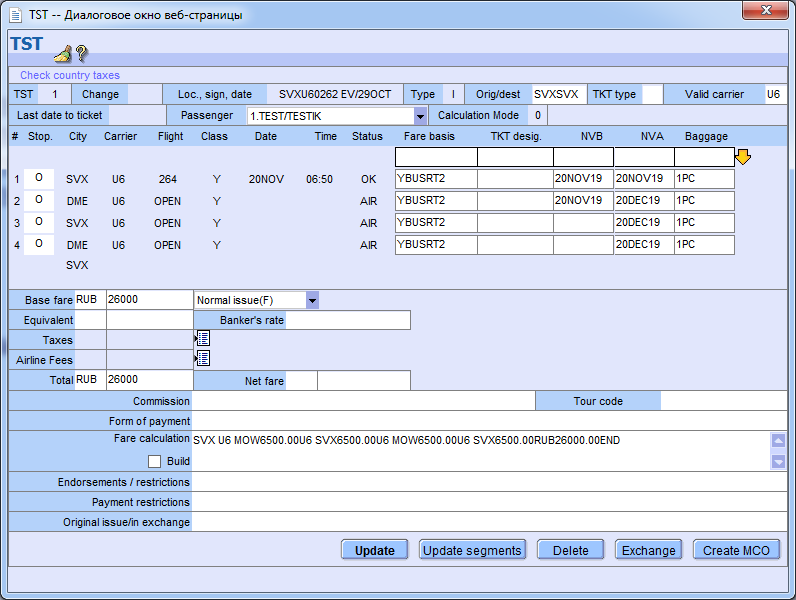 TST -- Диалоговое окно веб-страницы
TST
Check country taxes
TST 1 Change Loc., sign, date SVXU60262 EV/29OCT Type I Orig/dest SVXSVX TKT type Valid carrier U6
Last date to ticket Passenger 1.TEST/TESTIK Calculation Mode 0
# Stop. City Carrier Flight Class Date Time Status Fare basis TKT desig. NVB NVA Baggage
1 O SVX U6 264 Y 20NOV 06:50 OK YBUSRT2 20NOV19 20NOV19 1PC
2 O DME U6 OPEN Y AIR YBUSRT2 20NOV19 20DEC19 1PC
3 O SVX U6 OPEN Y AIR YBUSRT2 20DEC19 1PC
4 O DME U6 OPEN Y AIR YBUSRT2 20DEC19 1PC
SVX
Base fare RUB 26000 Normal issue(F)
Equivalent Banker's rate
Taxes
Airline Fees
Total RUB 26000 Net fare
Commission Tour code
Form of payment
Fare calculation SVX U6 MOW6500.00U6 SVX6500.00U6 MOW6500.00U6 SVX6500.00RUB26000.00END
Build
Endorsements / restrictions
Payment restrictions
Original issue/in exchange
Update Update segments Delete Exchange Create MCO